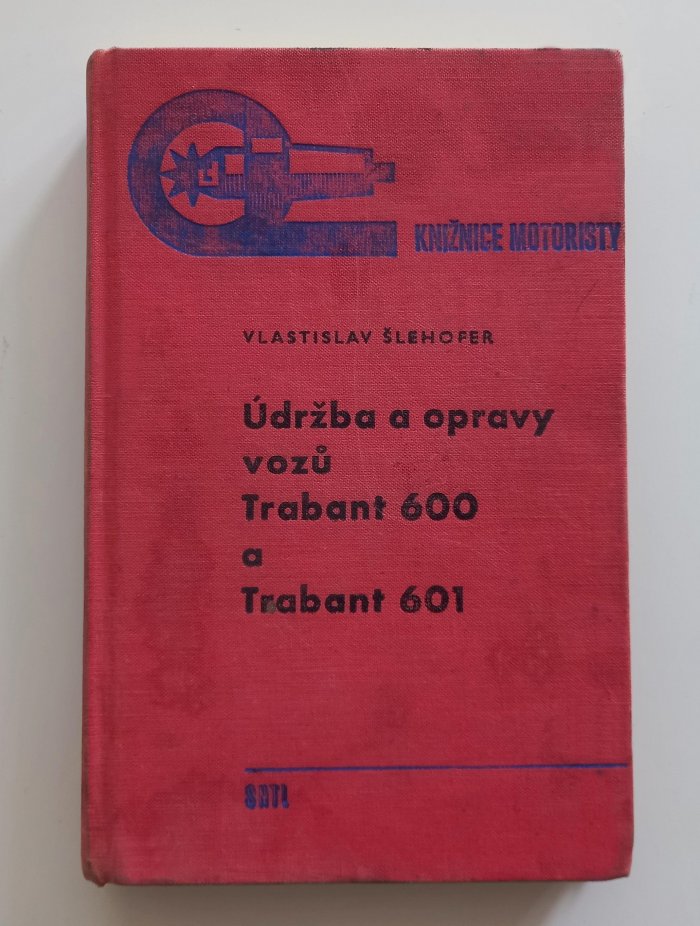 KNIŽNICE MOTORISTY
VLASTISLAV ŠLEHOFER
Údržba a opravy
vozů
Trabant 600
a
Trabant 601
SNTL